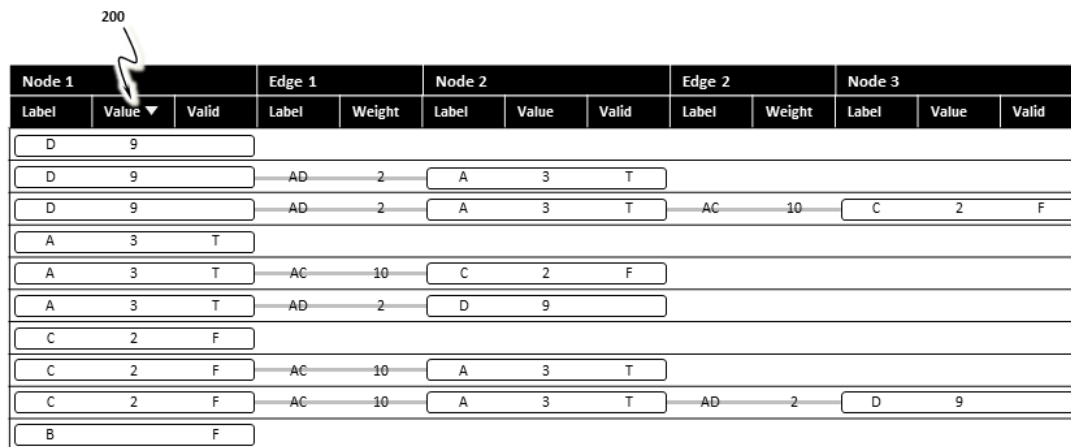 200
Node 1 Edge 1 Node 2 Edge 2 Node 3
Label Value Valid Label Weight Label Value Valid Label Weight Label Value Valid
D 9
D 9 AD 2 A 3 T
D 9 AD 2 A 3 T AC 10 C 2 F
A 3 T
A 3 T AC 10 C 2 F
A 3 T AD 2 D 9
C 2 F
C 2 F AC 10 A 3 T
C 2 F AC 10 A 3 T AD 2 D 9
B F